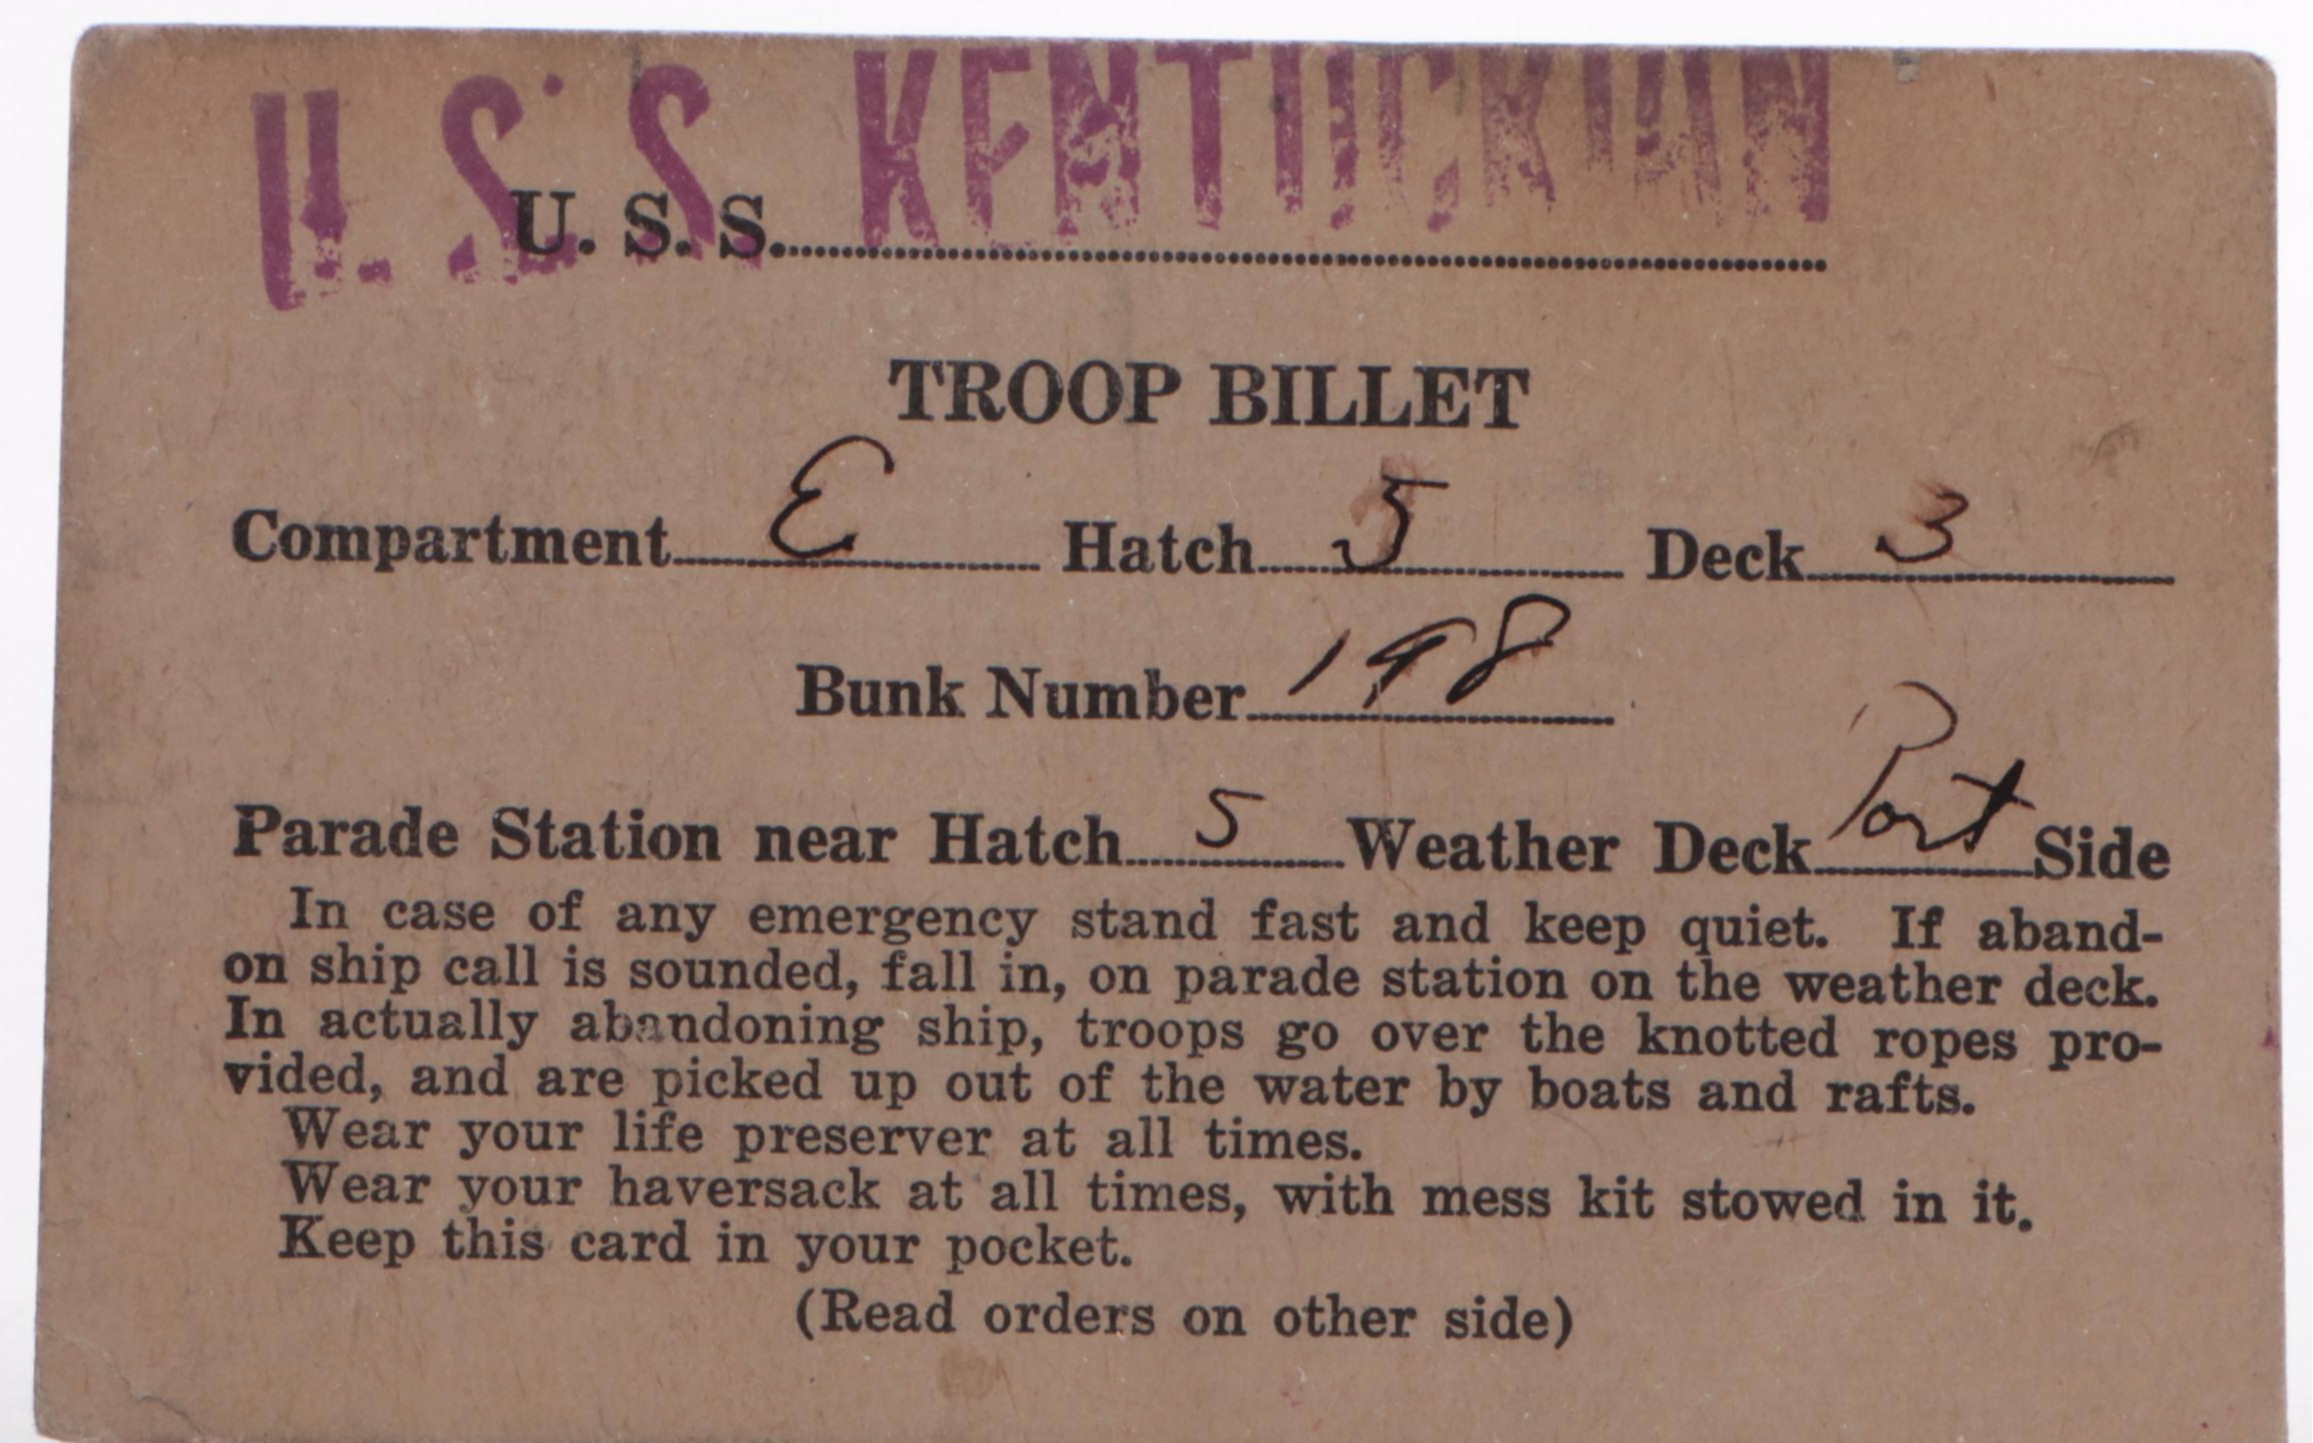 U. S. S. KENTUCKIAN
U. S. S.
TROOP BILLET
Compartment E Hatch 5 Deck 3
Bunk Number 198
Parade Station near Hatch 5 Weather Deck Port Side
In case of any emergency stand fast and keep quiet. If aband-
on ship call is sounded, fall in, on parade station on the weather deck.
In actually abandoning ship, troops go over the knotted ropes pro-
vided, and are picked up out of the water by boats and rafts.
Wear your life preserver at all times.
Wear your haversack at all times, with mess kit stowed in it.
Keep this card in your pocket.
(Read orders on other side)